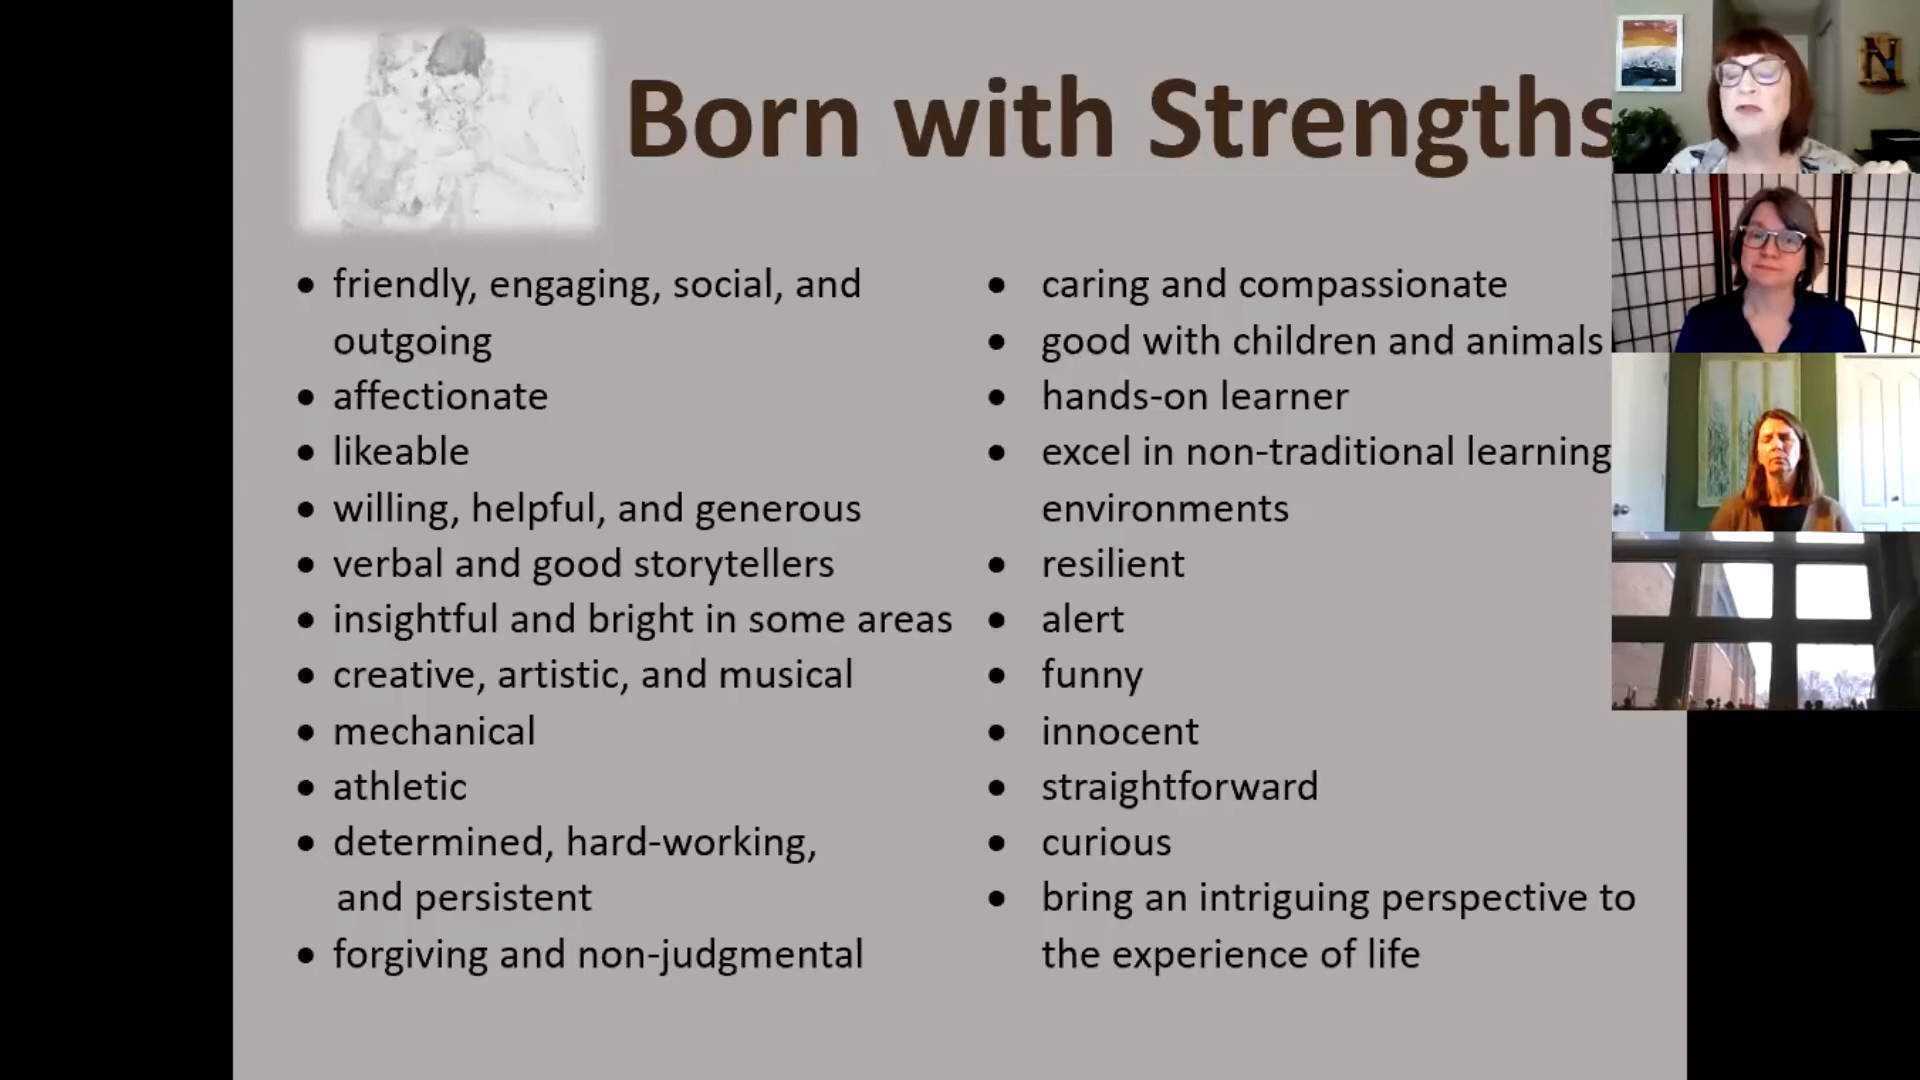 Born with Strengths
• friendly, engaging, social, and
outgoing
• affectionate
• likeable
• willing, helpful, and generous
• verbal and good storytellers
• insightful and bright in some areas
• creative, artistic, and musical
• mechanical
• athletic
• determined, hard-working,
and persistent
• forgiving and non-judgmental
• caring and compassionate
• good with children and animals
• hands-on learner
• excel in non-traditional learning
environments
• resilient
• alert
• funny
• innocent
• straightforward
• curious
• bring an intriguing perspective to
the experience of life
N